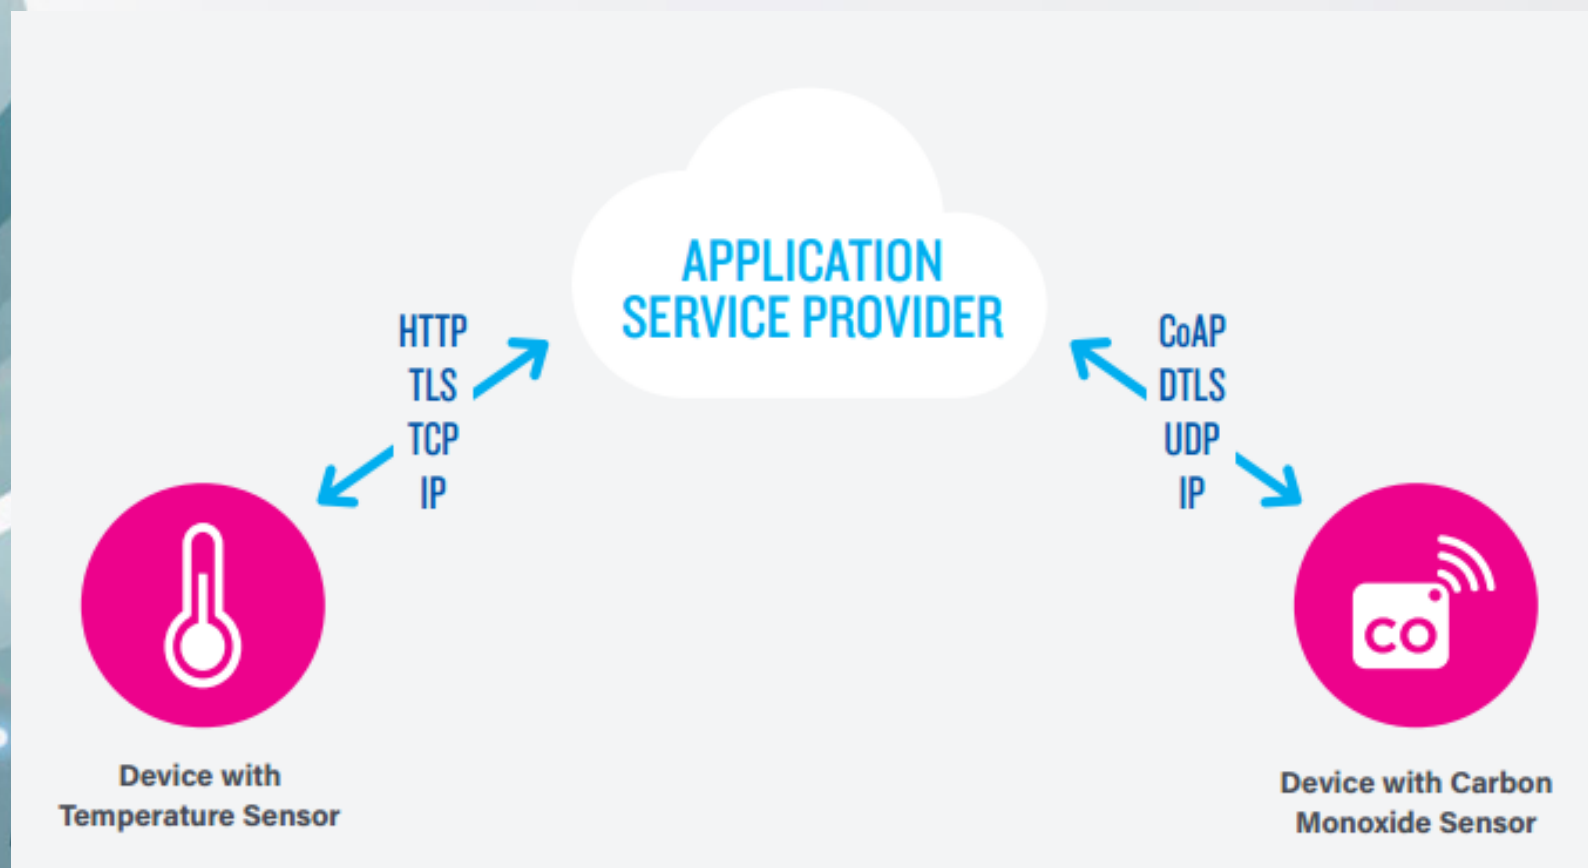 APPLICATION
SERVICE PROVIDER
HTTP
TLS
TCP
IP
CoAP
DTLS
UDP
IP
co
Device with
Temperature Sensor
Device with Carbon
Monoxide Sensor